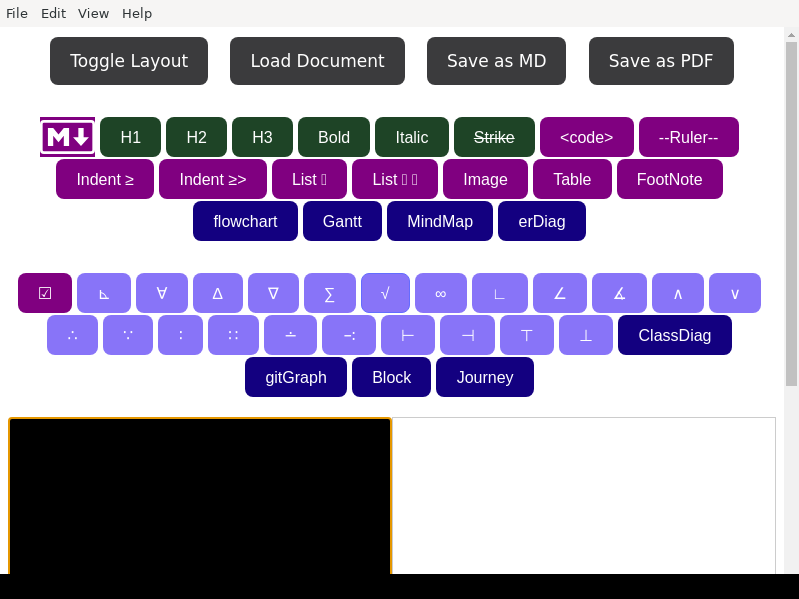 File Edit View Help
Toggle Layout Load Document Save as MD Save as PDF
M↓ H1 H2 H3 Bold Italic Strike <code> --Ruler--
Indent ≥ Indent ≥> List List Image Table FootNote
flowchart Gantt MindMap erDiag
☑ ⊾ ∀ ∆ ∇ ∑ √ ∞ ∟ ∠ ∡ ∧ ∨
∴ ∵ ∶ ∷ ∸ ∹ ⊢ ⊣ ⊤ ⊥ ClassDiag
gitGraph Block Journey